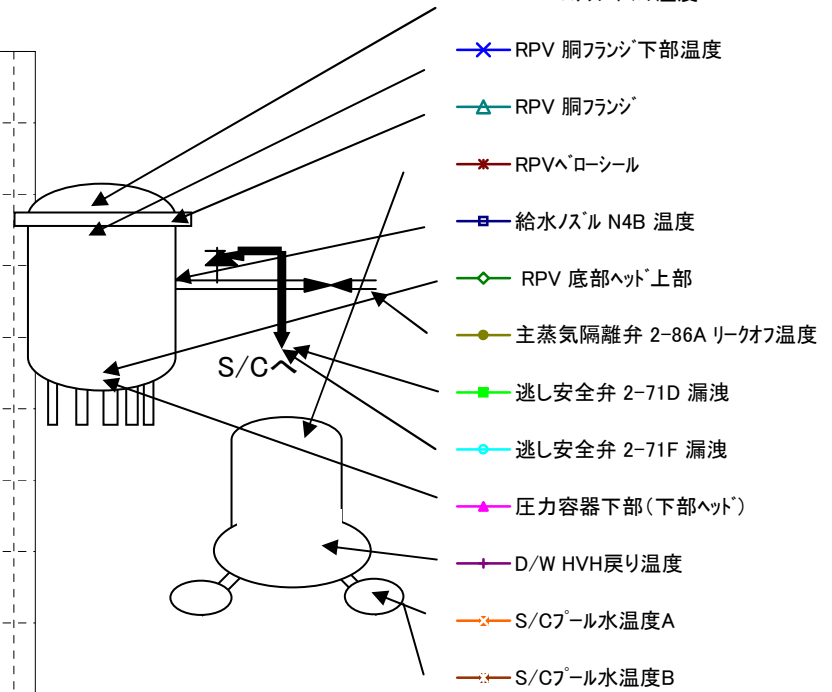 RPV 胴フランジ下部温度
RPV 胴フランジ
RPVベローシール
給水ノズル N4B 温度
RPV 底部ヘッド上部
主蒸気隔離弁 2-86A リークオフ温度
S/Cへ
逃し安全弁 2-71D 漏洩
逃し安全弁 2-71F 漏洩
圧力容器下部(下部ヘッド)
D/W HVH戻り温度
S/Cプール水温度A
S/Cプール水温度B